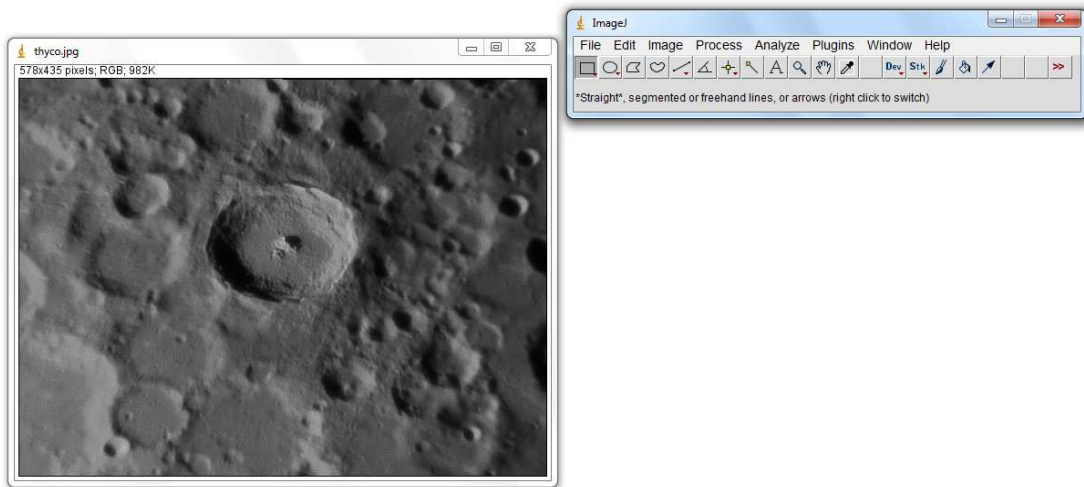 thyco.jpg
578x435 pixels; RGB; 982K
ImageJ
File Edit Image Process Analyze Plugins Window Help
A Dev Stk >>
*Straight*, segmented or freehand lines, or arrows (right click to switch)